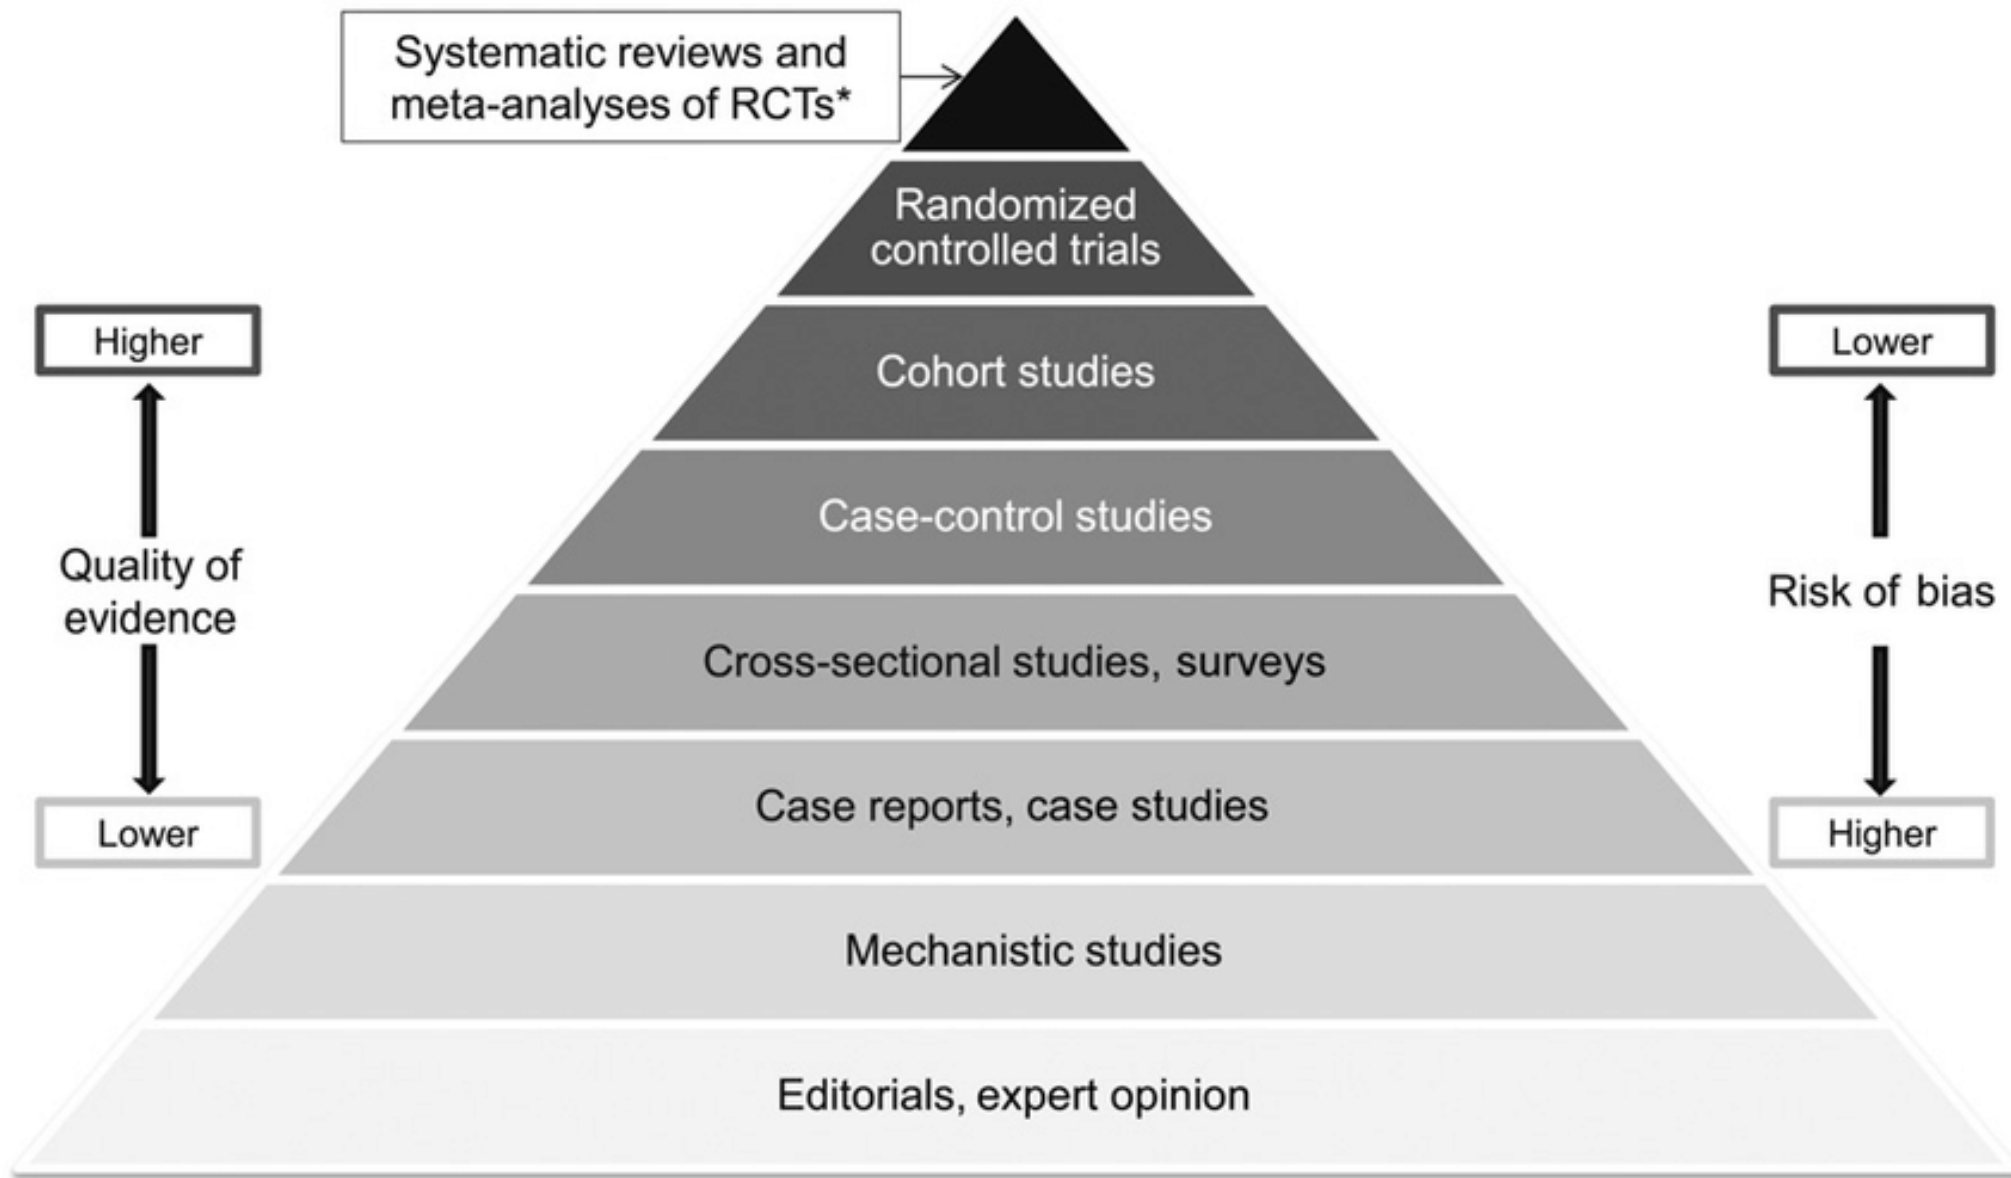 Systematic reviews and
meta-analyses of RCTs*
Randomized
controlled trials
Higher
Lower
Cohort studies
Case-control studies
Quality of
evidence
Risk of bias
Cross-sectional studies, surveys
Case reports, case studies
Lower
Higher
Mechanistic studies
Editorials, expert opinion